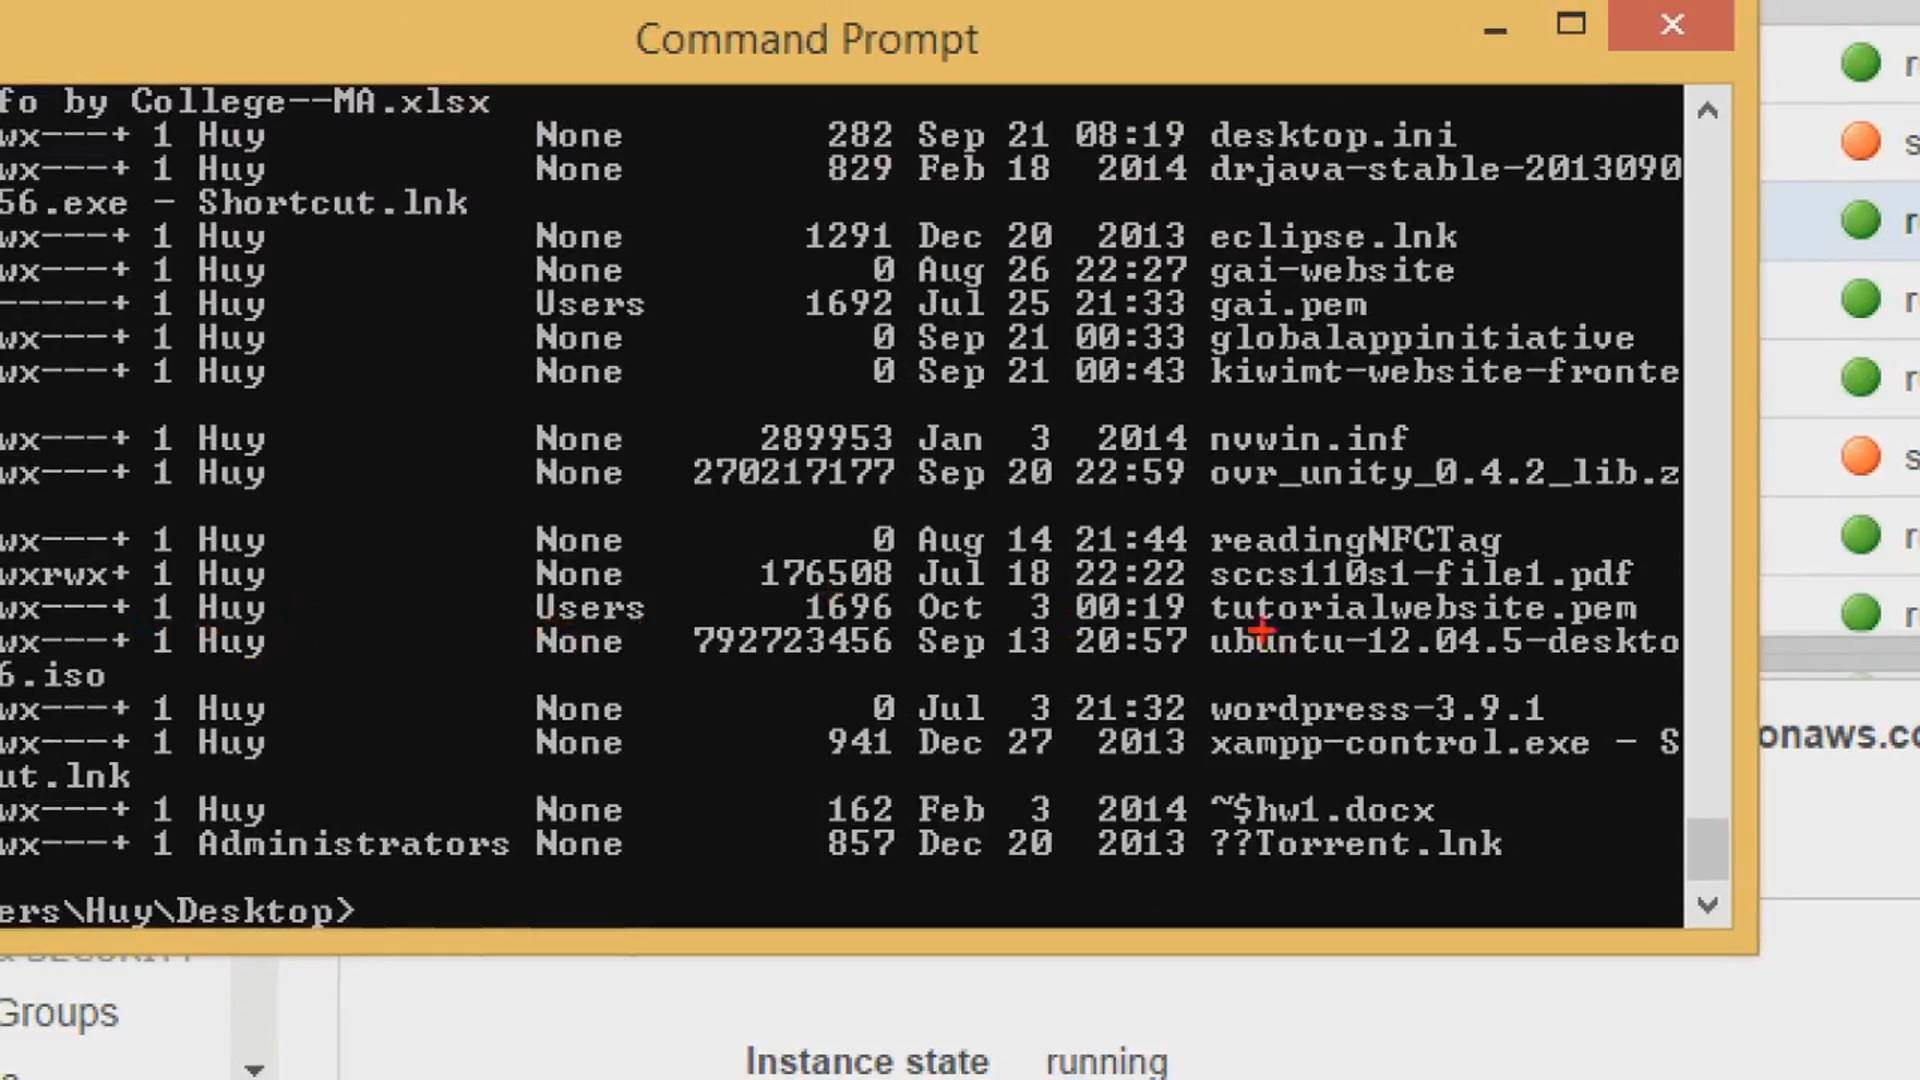 Command Prompt
fo by College--MA.xlsx
wx---+ 1 Huy None 282 Sep 21 08:19 desktop.ini
wx---+ 1 Huy None 829 Feb 18 2014 drjava-stable-2013090
56.exe - Shortcut.lnk
wx---+ 1 Huy None 1291 Dec 20 2013 eclipse.lnk
wx---+ 1 Huy None 0 Aug 26 22:27 gai-website
-----+ 1 Huy Users 1692 Jul 25 21:33 gai.pem
wx---+ 1 Huy None 0 Sep 21 00:33 globalappinitiative
wx---+ 1 Huy None 0 Sep 21 00:43 kiwimt-website-fronte
wx---+ 1 Huy None 289953 Jan 3 2014 nvwin.inf
wx---+ 1 Huy None 270217177 Sep 20 22:59 ovr_unity_0.4.2_lib.z
wx---+ 1 Huy None 0 Aug 14 21:44 readingNFCTag
wxrwx+ 1 Huy None 176508 Jul 18 22:22 sccs110s1-file1.pdf
wx---+ 1 Huy Users 1696 Oct 3 00:19 tutorialwebsite.pem
wx---+ 1 Huy None 792723456 Sep 13 20:57 ubuntu-12.04.5-deskto
6.iso
wx---+ 1 Huy None 0 Jul 3 21:32 wordpress-3.9.1
wx---+ 1 Huy None 941 Dec 27 2013 xampp-control.exe - S
ut.lnk
wx---+ 1 Huy None 162 Feb 3 2014 ~$hw1.docx
wx---+ 1 Administrators None 857 Dec 20 2013 ??Torrent.lnk
ers\Huy\Desktop>
onaws.co
Groups
Instance state running